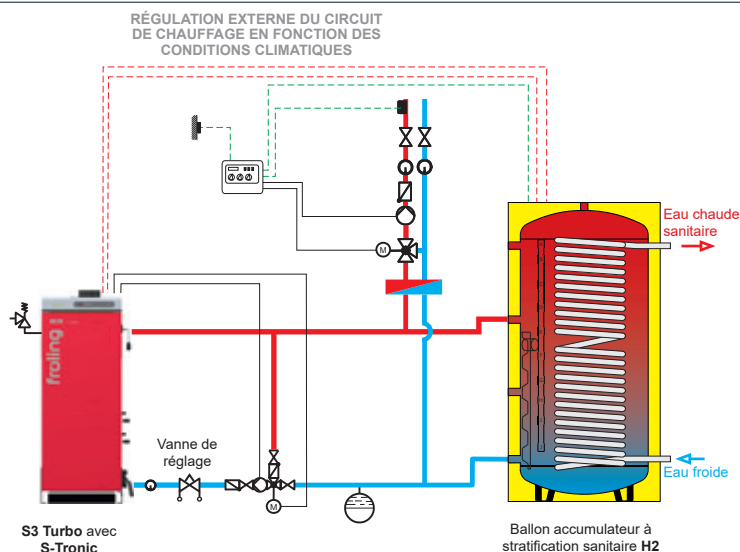 RÉGULATION EXTERNE DU CIRCUIT
DE CHAUFFAGE EN FONCTION DES
CONDITIONS CLIMATIQUES
M
Eau chaude
sanitaire
froling
Vanne de
réglage
M
Eau froide
S3 Turbo avec
S-Tronic
Ballon accumulateur à
stratification sanitaire H2